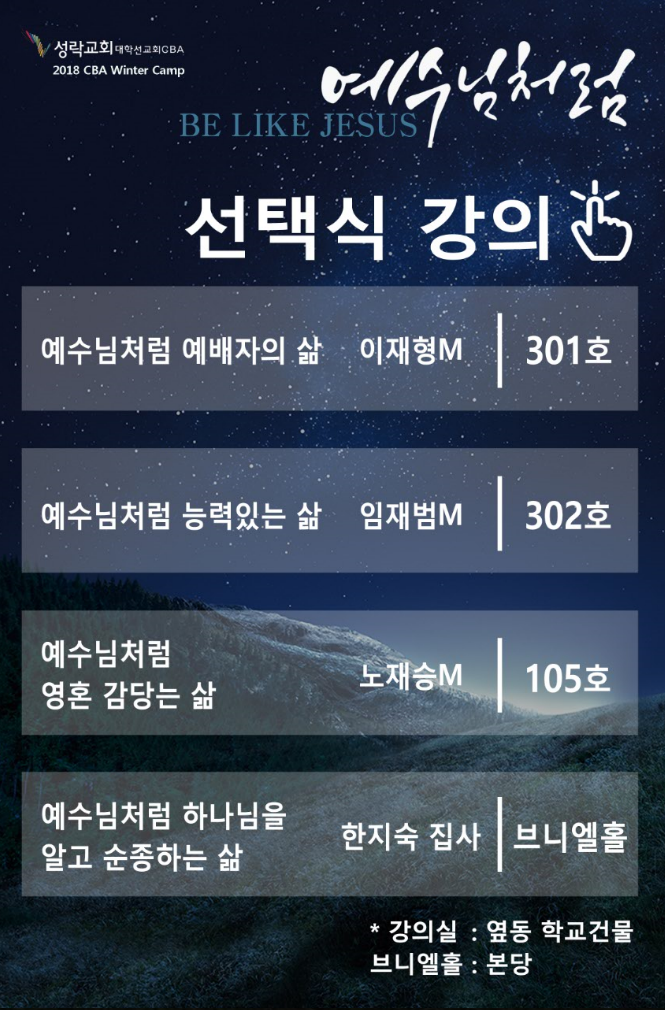 성락교회 대학선교회CBA
2018 CBA Winter Camp
예수님처럼
BE LIKE JESUS
선택식 강의
예수님처럼 예배자의 삶 이재형M 301호
예수님처럼 능력있는 삶 임재범M 302호
예수님처럼
영혼 감당는 삶 노재승M 105호
예수님처럼 하나님을
알고 순종하는 삶 한지숙 집사 브니엘홀
* 강의실 : 옆동 학교건물
브니엘홀 : 본당